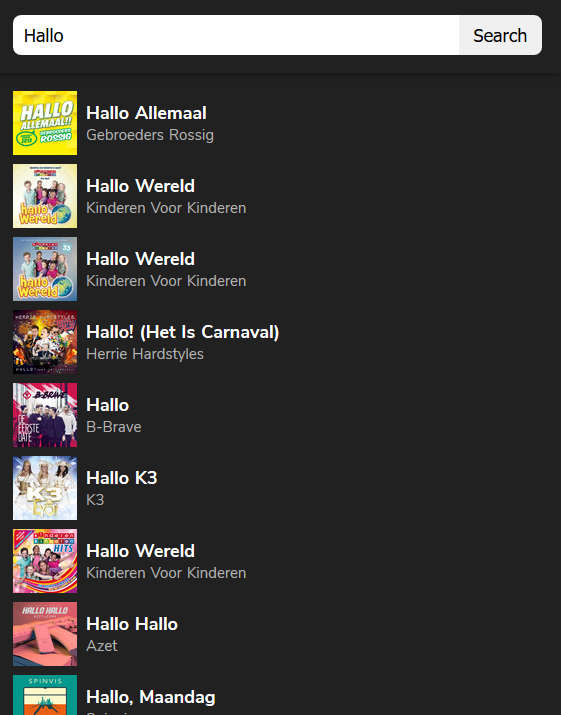 Hallo
Search
HALLO
ALLEMAAL!!
GEBROEDERS
ROSSIG
Hallo Allemaal
Gebroeders Rossig
hallo
Wereld
Hallo Wereld
Kinderen Voor Kinderen
hallo
Wereld
Hallo Wereld
Kinderen Voor Kinderen
HERRIE HARDSTYLES
Hallo! (Het Is Carnaval)
Herrie Hardstyles
B-BRAVE
DE
EERSTE
DATE
Hallo
B-Brave
K3
Hallo K3
K3
kinderen
kinderen
HITS
Hallo Wereld
Kinderen Voor Kinderen
HALLO HALLO
Hallo Hallo
Azet
SPINVIS
Hallo, Maandag